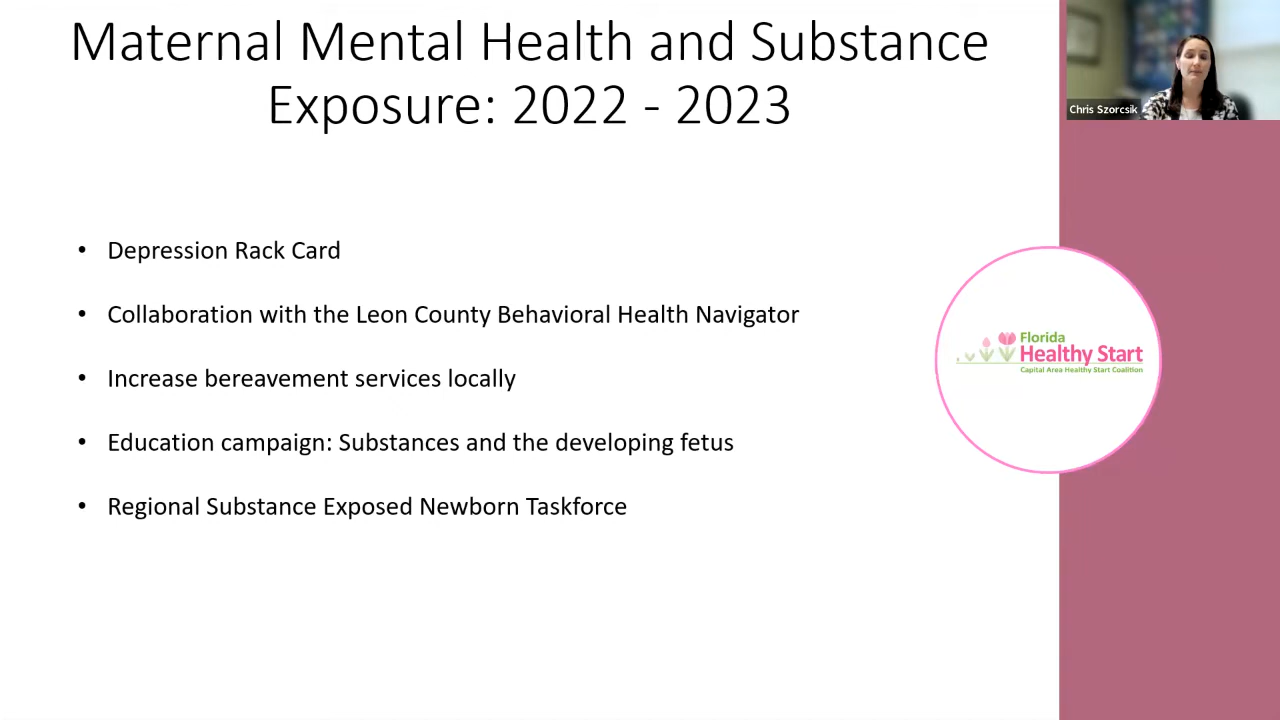 Maternal Mental Health and Substance
Exposure: 2022 - 2023
Chris Szorcsik
• Depression Rack Card
• Collaboration with the Leon County Behavioral Health Navigator
• Increase bereavement services locally
• Education campaign: Substances and the developing fetus
• Regional Substance Exposed Newborn Taskforce
Florida
Healthy Start
Capital Area Healthy Start Coalition